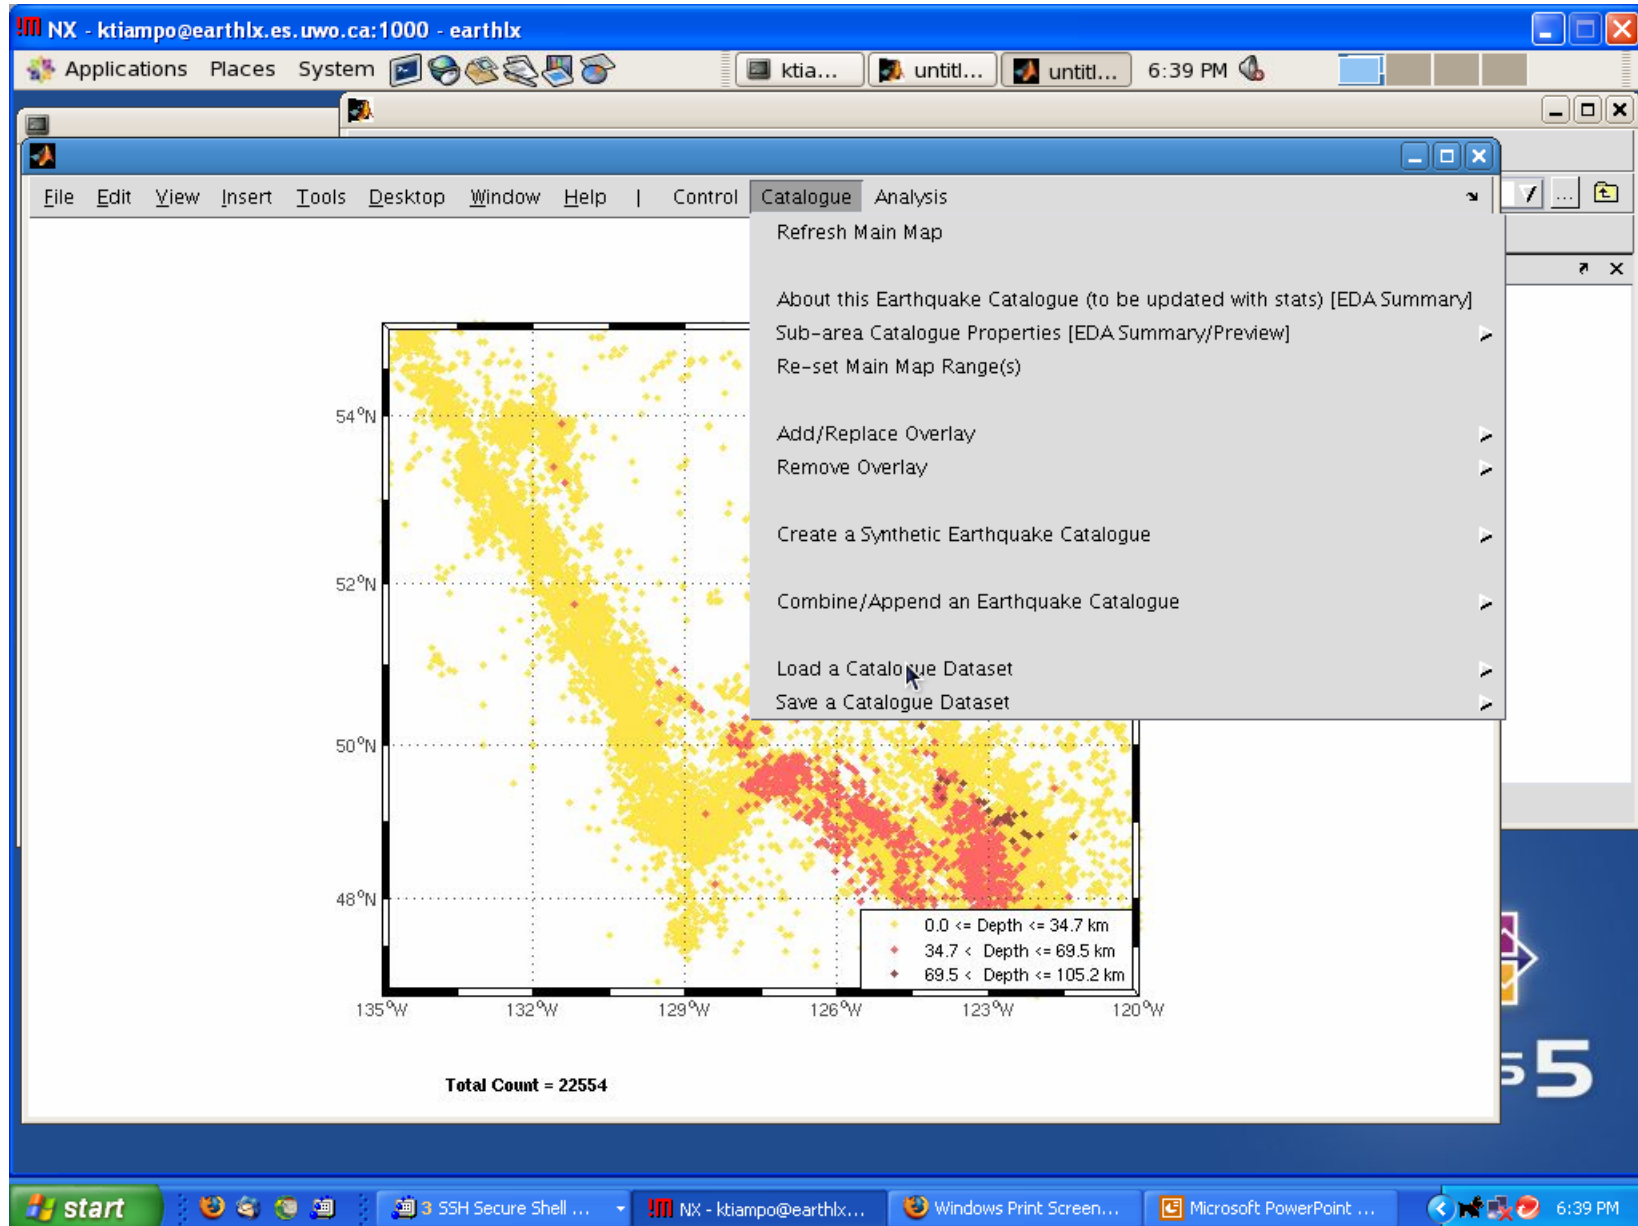 NX - ktiampo@earthlx.es.uwo.ca:1000 - earthlx
Applications Places System ktia... untitl... untitl... 6:39 PM
File Edit View Insert Tools Desktop Window Help | Control Catalogue Analysis
Refresh Main Map
About this Earthquake Catalogue (to be updated with stats) [EDA Summary]
Sub-area Catalogue Properties [EDA Summary/Preview]
Re-set Main Map Range(s)
Add/Replace Overlay
Remove Overlay
Create a Synthetic Earthquake Catalogue
Combine/Append an Earthquake Catalogue
Load a Catalogue Dataset
Save a Catalogue Dataset
54°N
52°N
50°N
48°N
0.0 <= Depth <= 34.7 km
34.7 < Depth <= 69.5 km
69.5 < Depth <= 105.2 km
135°W 132°W 129°W 126°W 123°W 120°W
Total Count = 22554
5
start 3 SSH Secure Shell ... NX - ktiampo@earthlx... Windows Print Screen... Microsoft PowerPoint ... 6:39 PM